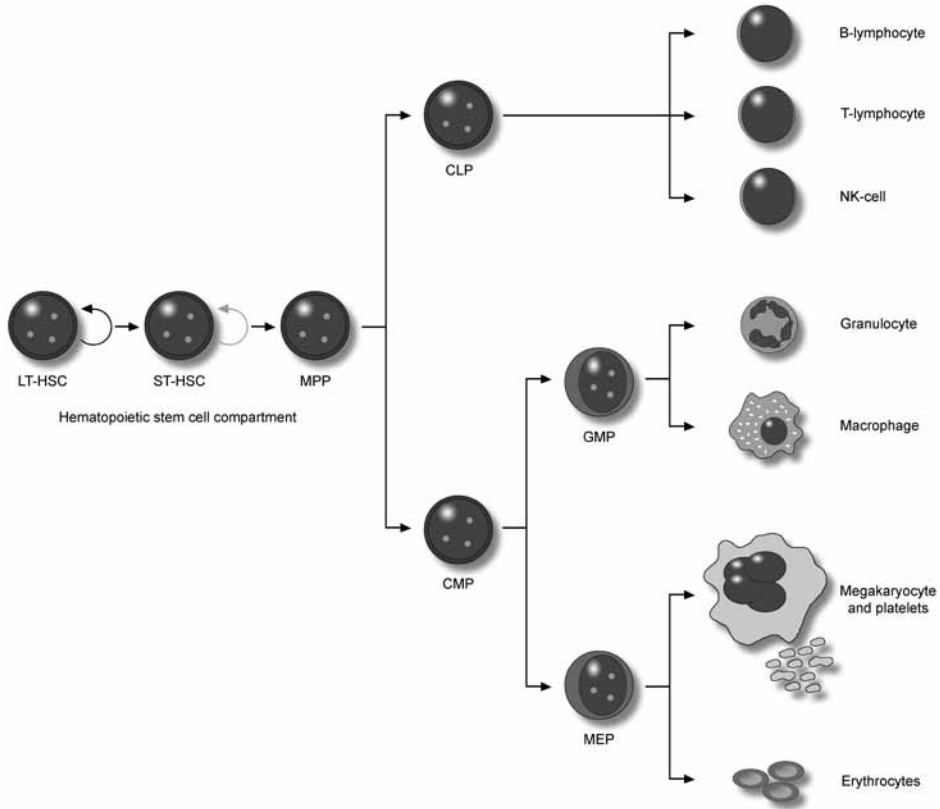 B-lymphocyte
T-lymphocyte
CLP
NK-cell
LT-HSC
ST-HSC
MPP
Hematopoietic stem cell compartment
Granulocyte
GMP
Macrophage
CMP
Megakaryocyte
and platelets
MEP
Erythrocytes